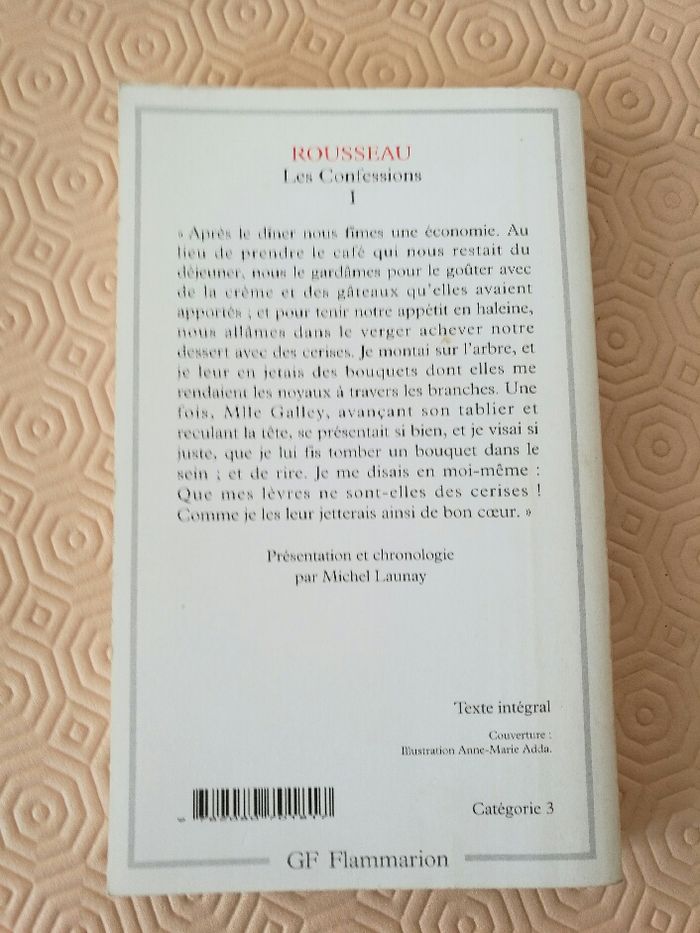 ROUSSEAU
Les Confessions
I
« Après le dîner nous fîmes une économie. Au
lieu de prendre le café qui nous restait du
déjeuner, nous le gardâmes pour le goûter avec
de la crème et des gâteaux qu'elles avaient
apportés ; et pour tenir notre appétit en haleine,
nous allâmes dans le verger achever notre
dessert avec des cerises. Je montai sur l'arbre, et
je leur en jetais des bouquets dont elles me
rendaient les noyaux à travers les branches. Une
fois, Mlle Galley, avançant son tablier et
reculant la tête, se présentait si bien, et je visai si
juste, que je lui fis tomber un bouquet dans le
sein ; et de rire. Je me disais en moi-même :
Que mes lèvres ne sont-elles des cerises !
Comme je les leur jetterais ainsi de bon cœur. »
Présentation et chronologie
par Michel Launay
Texte intégral
Couverture :
Illustration Anne-Marie Adda.
Catégorie 3
GF Flammarion